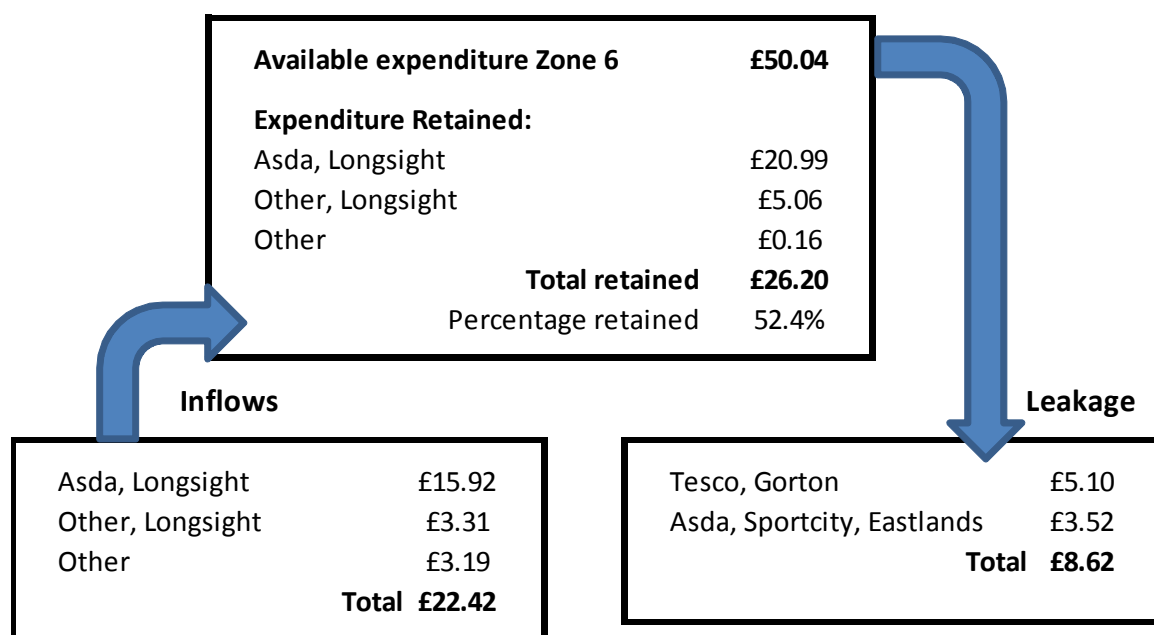 Available expenditure Zone 6 £50.04
Expenditure Retained:
Asda, Longsight £20.99
Other, Longsight £5.06
Other £0.16
Total retained £26.20
Percentage retained 52.4%
Inflows
Asda, Longsight £15.92
Other, Longsight £3.31
Other £3.19
Total £22.42
Leakage
Tesco, Gorton £5.10
Asda, Sportcity, Eastlands £3.52
Total £8.62